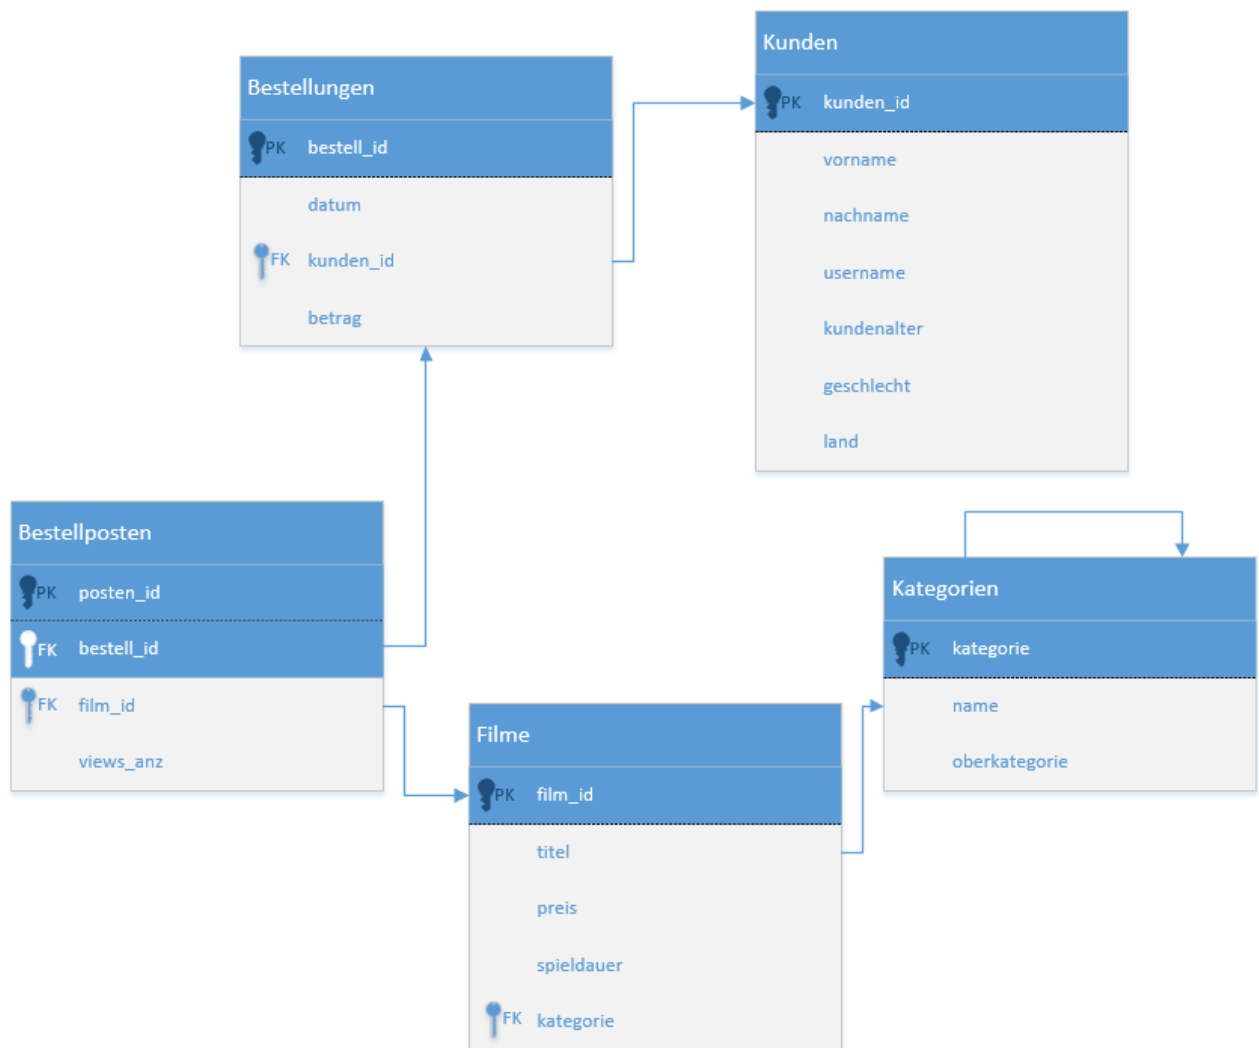 Kunden
PK kunden_id
vorname
nachname
username
kundenalter
geschlecht
land
Bestellungen
PK bestell_id
datum
FK kunden_id
betrag
Bestellposten
PK posten_id
FK bestell_id
FK film_id
views_anz
Kategorien
PK kategorie
name
oberkategorie
Filme
PK film_id
titel
preis
spieldauer
FK kategorie